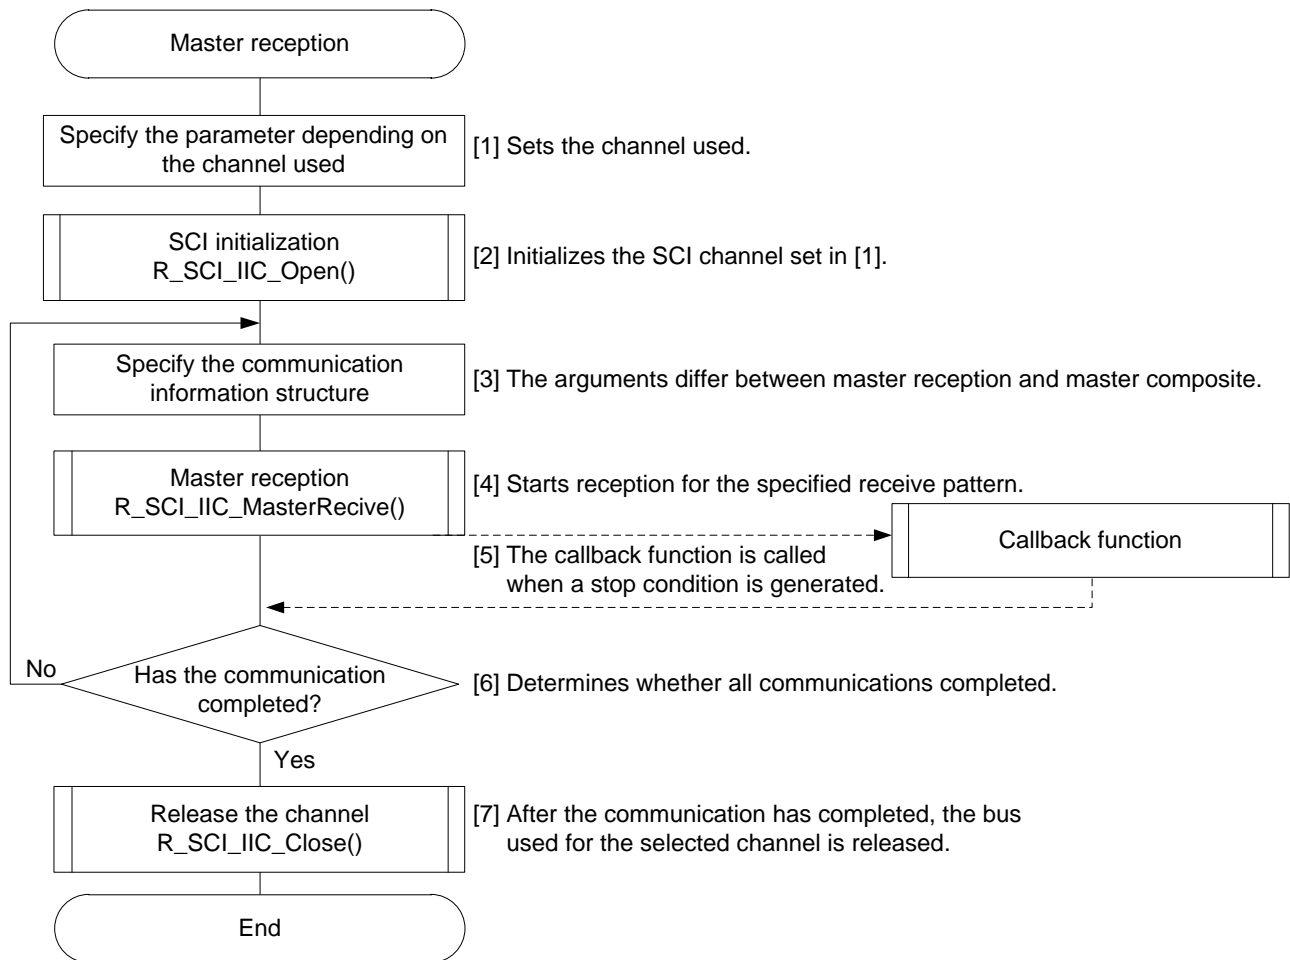 Master reception
Specify the parameter depending on
the channel used
[1] Sets the channel used.
SCI initialization
R_SCI_IIC_Open()
[2] Initializes the SCI channel set in [1].
Specify the communication
information structure
[3] The arguments differ between master reception and master composite.
Master reception
R_SCI_IIC_MasterRecive()
[4] Starts reception for the specified receive pattern.
Callback function
[5] The callback function is called
when a stop condition is generated.
No
Has the communication
completed?
[6] Determines whether all communications completed.
Yes
Release the channel
R_SCI_IIC_Close()
[7] After the communication has completed, the bus
used for the selected channel is released.
End